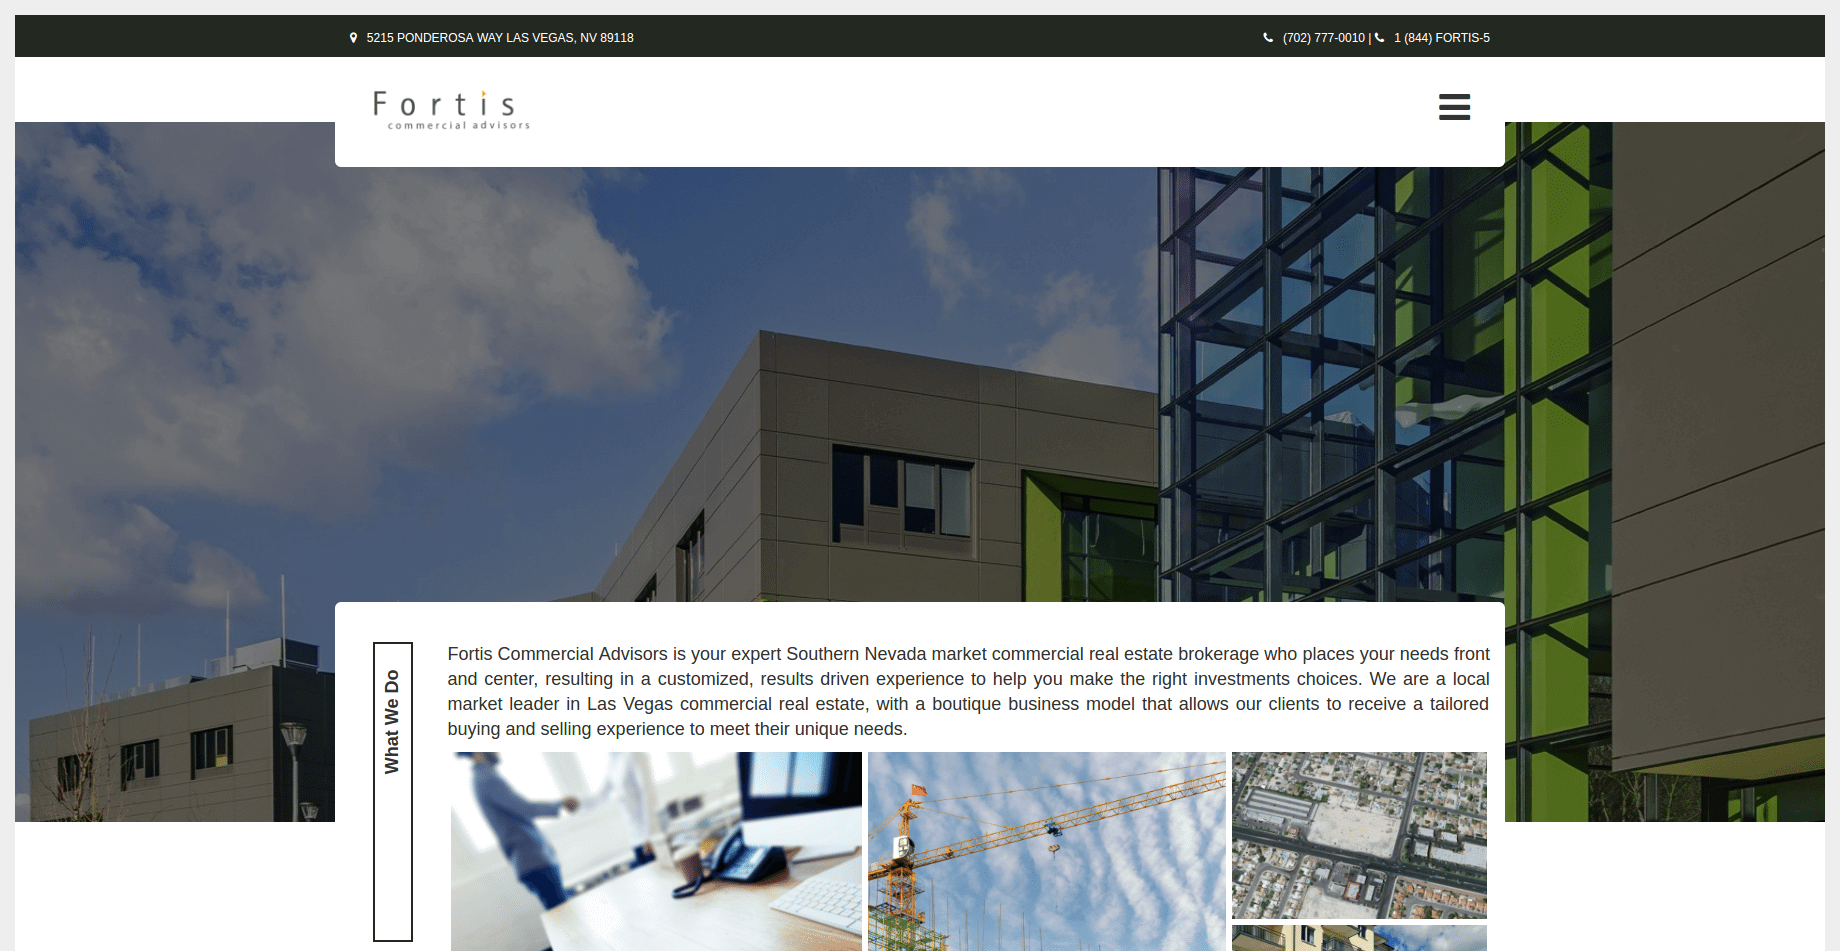 5215 PONDEROSA WAY LAS VEGAS, NV 89118
(702) 777-0010 | 1 (844) FORTIS-5
Fortis
commercial advisors
What We Do
Fortis Commercial Advisors is your expert Southern Nevada market commercial real estate brokerage who places your needs front
and center, resulting in a customized, results driven experience to help you make the right investments choices. We are a local
market leader in Las Vegas commercial real estate, with a boutique business model that allows our clients to receive a tailored
buying and selling experience to meet their unique needs.